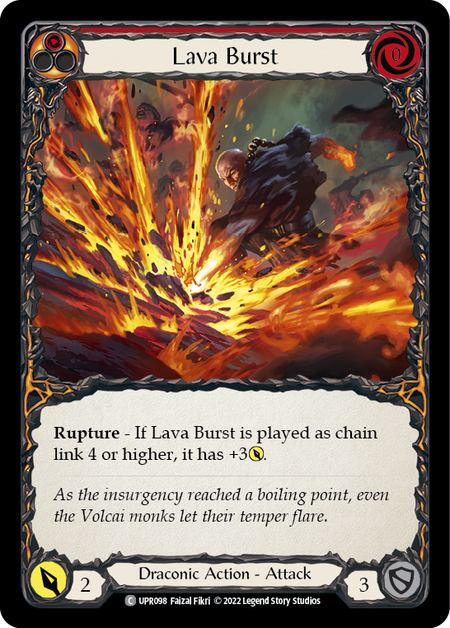 Lava Burst
0
Rupture - If Lava Burst is played as chain
link 4 or higher, it has +3.
As the insurgency reached a boiling point, even
the Volcai monks let their temper flare.
2
Draconic Action - Attack
3
C UPR098 Faizal Fikri © 2022 Legend Story Studios